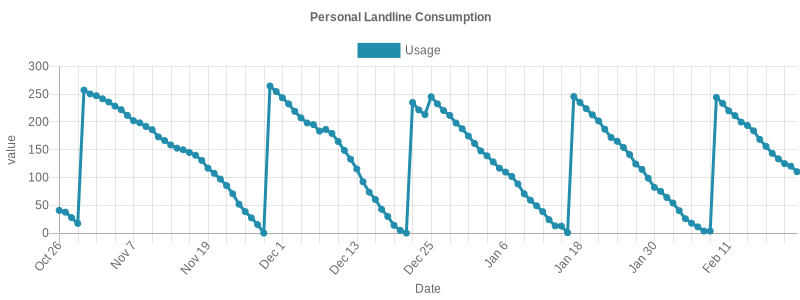 Personal Landline Consumption
Usage
value
300
250
200
150
100
50
0
Oct 26
Nov 7
Nov 19
Dec 1
Dec 13
Dec 25
Jan 6
Jan 18
Jan 30
Feb 11
Date